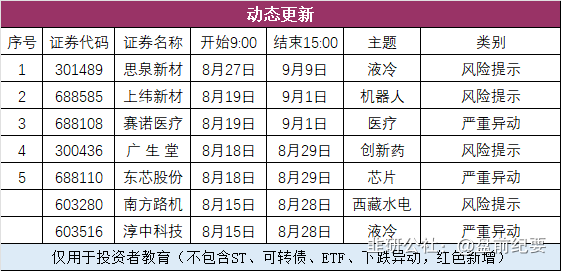 动态更新
序号 证券代码 证券名称 开始9:00 结束15:00 主题 类别
1 301489 思泉新材 8月27日 9月9日 液冷 风险提示
2 688585 上纬新材 8月19日 9月1日 机器人 风险提示
3 688108 赛诺医疗 8月19日 9月1日 医疗 严重异动
4 300436 广生堂 8月18日 8月29日 创新药 风险提示
5 688110 东芯股份 8月18日 8月29日 芯片 严重异动
603280 南方路机 8月15日 8月28日 西藏水电 风险提示
603516 淳中科技 8月15日 8月28日 液冷 严重异动
韭研公社：@盘前纪要
仅用于投资者教育（不包含ST、可转债、ETF、下跌异动，红色新增）